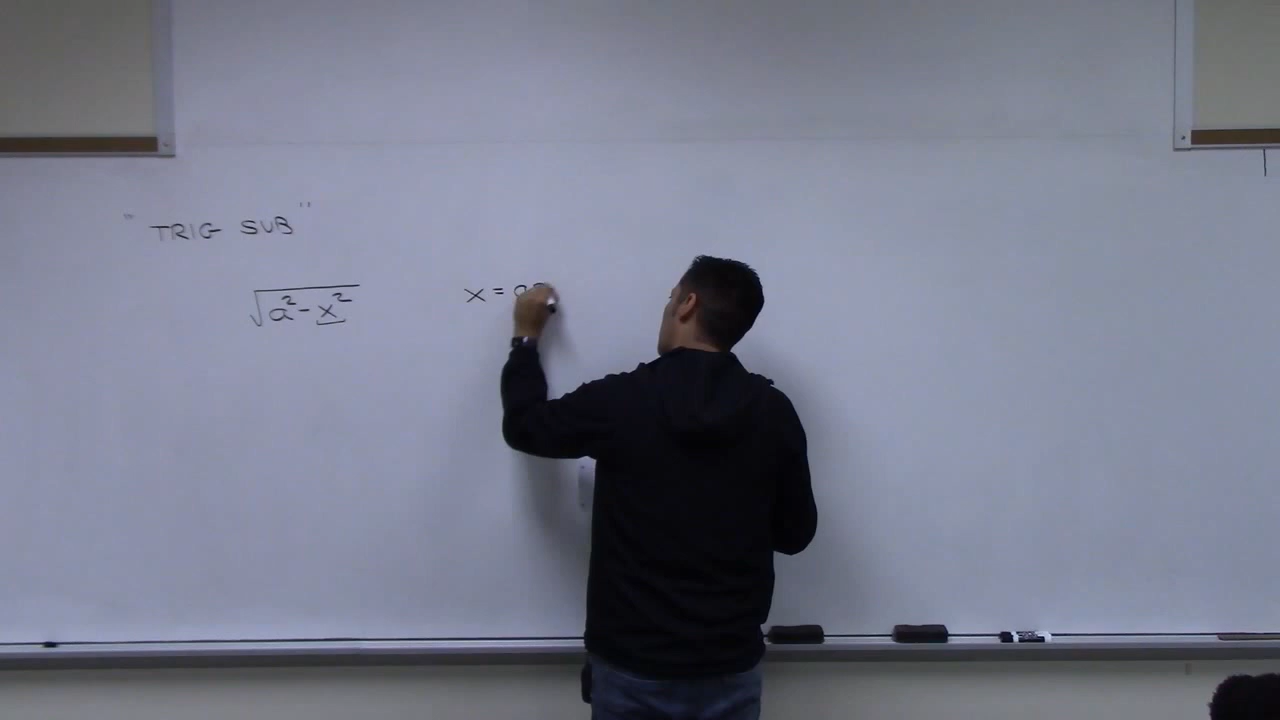 "TRIG SUB"
√(a² - x²) x = a